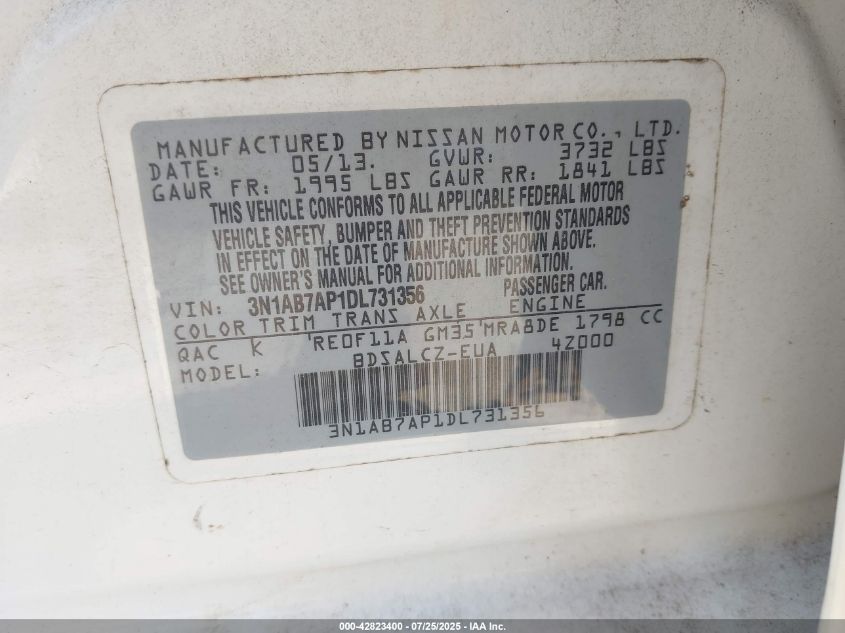 MANUFACTURED BY NISSAN MOTOR CO., LTD.
DATE: 05/13. GVWR: 3732 LBS
GAWR FR: 1995 LBS GAWR RR: 1841 LBS
THIS VEHICLE CONFORMS TO ALL APPLICABLE FEDERAL MOTOR
VEHICLE SAFETY, BUMPER AND THEFT PREVENTION STANDARDS
IN EFFECT ON THE DATE OF MANUFACTURE SHOWN ABOVE.
SEE OWNER'S MANUAL FOR ADDITIONAL INFORMATION.
VIN: 3N1AB7AP1DL731356 PASSENGER CAR.
COLOR TRIM TRANS AXLE ENGINE
QAC K 'RE0F11A GM35'MRA8DE 1798 CC
MODEL: BDSALCZ-EUA 4Z000
3N1AB7AP1DL731356
000-42823400 - 07/25/2025 - IAA Inc.